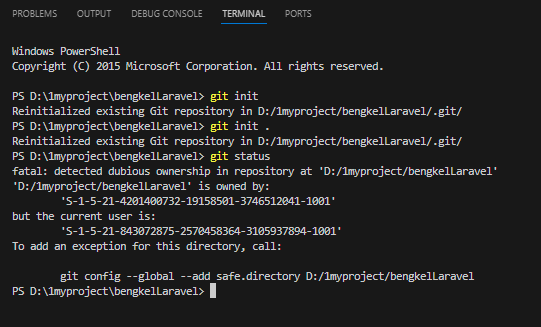 PROBLEMS OUTPUT DEBUG CONSOLE TERMINAL PORTS
Windows PowerShell
Copyright (C) 2015 Microsoft Corporation. All rights reserved.
PS D:\1myproject\bengkelLaravel> git init
Reinitialized existing Git repository in D:/1myproject/bengkelLaravel/.git/
PS D:\1myproject\bengkelLaravel> git init .
Reinitialized existing Git repository in D:/1myproject/bengkelLaravel/.git/
PS D:\1myproject\bengkelLaravel> git status
fatal: detected dubious ownership in repository at 'D:/1myproject/bengkelLaravel'
'D:/1myproject/bengkelLaravel' is owned by:
'S-1-5-21-4201400732-19158501-3746512041-1001'
but the current user is:
'S-1-5-21-843072875-2570458364-3105937894-1001'
To add an exception for this directory, call:
git config --global --add safe.directory D:/1myproject/bengkelLaravel
PS D:\1myproject\bengkelLaravel>